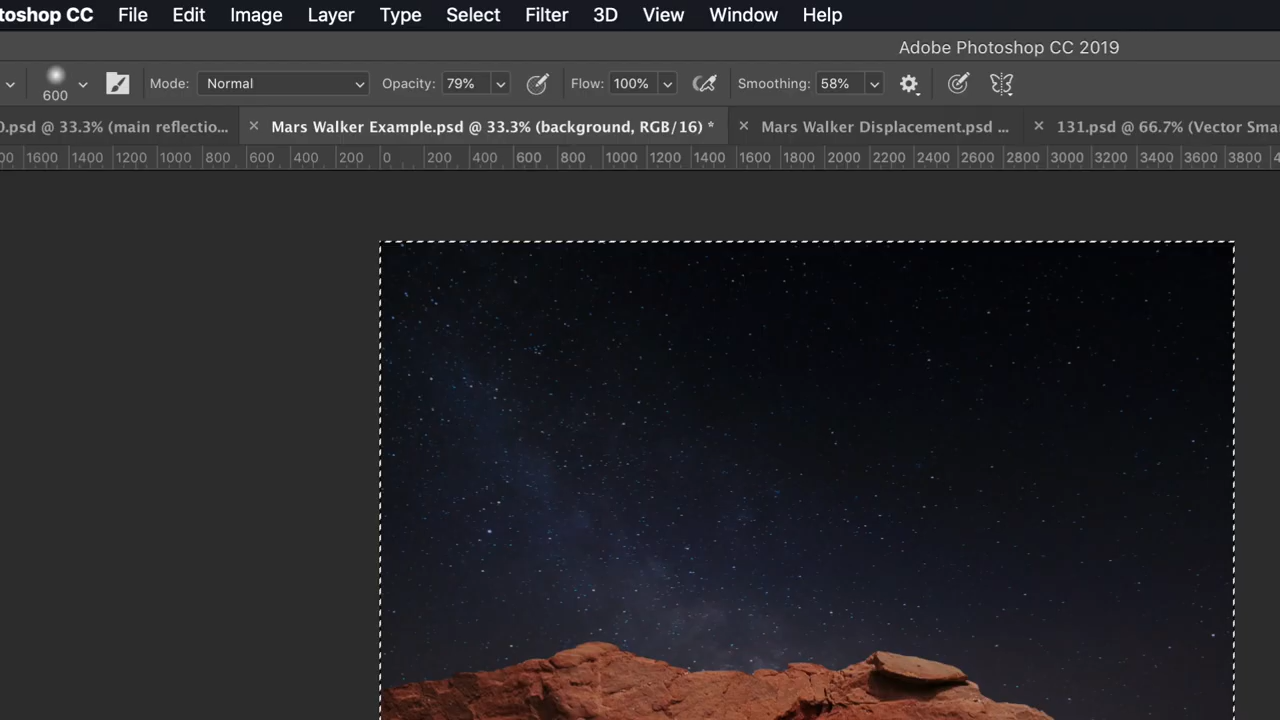 toshop CC File Edit Image Layer Type Select Filter 3D View Window Help
Adobe Photoshop CC 2019
600 Mode: Normal Opacity: 79% Flow: 100% Smoothing: 58%
0.psd @ 33.3% (main reflectio... × Mars Walker Example.psd @ 33.3% (background, RGB/16) * × Mars Walker Displacement.psd ... × 131.psd @ 66.7% (Vector Sma
00 1600 1400 1200 1000 800 600 400 200 0 200 400 600 800 1000 1200 1400 1600 1800 2000 2200 2400 2600 2800 3000 3200 3400 3600 3800 4